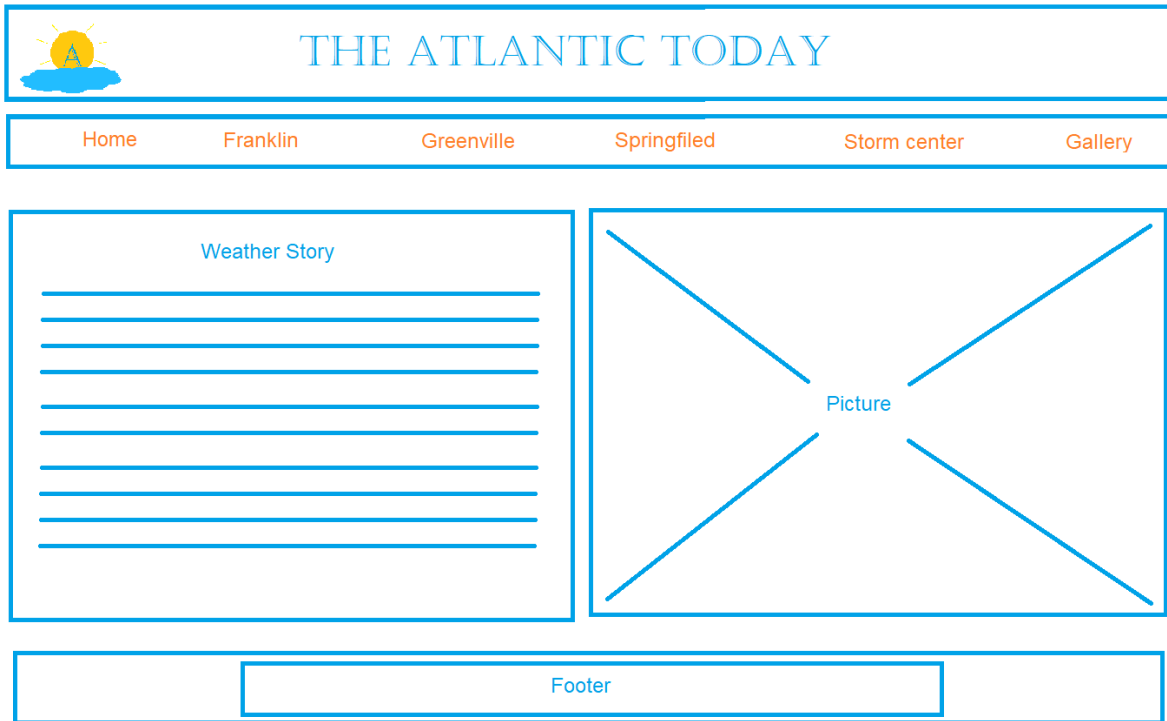 A
THE ATLANTIC TODAY
Home Franklin Greenville Springfiled Storm center Gallery
Weather Story
Picture
Footer